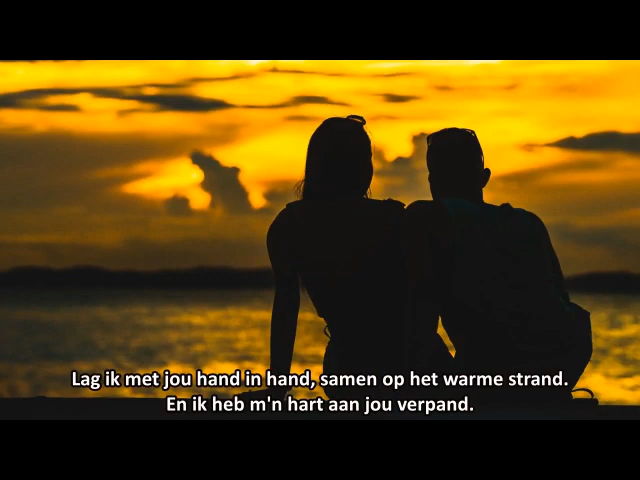 Lag ik met jou hand in hand, samen op het warme strand.
En ik heb m'n hart aan jou verpand.